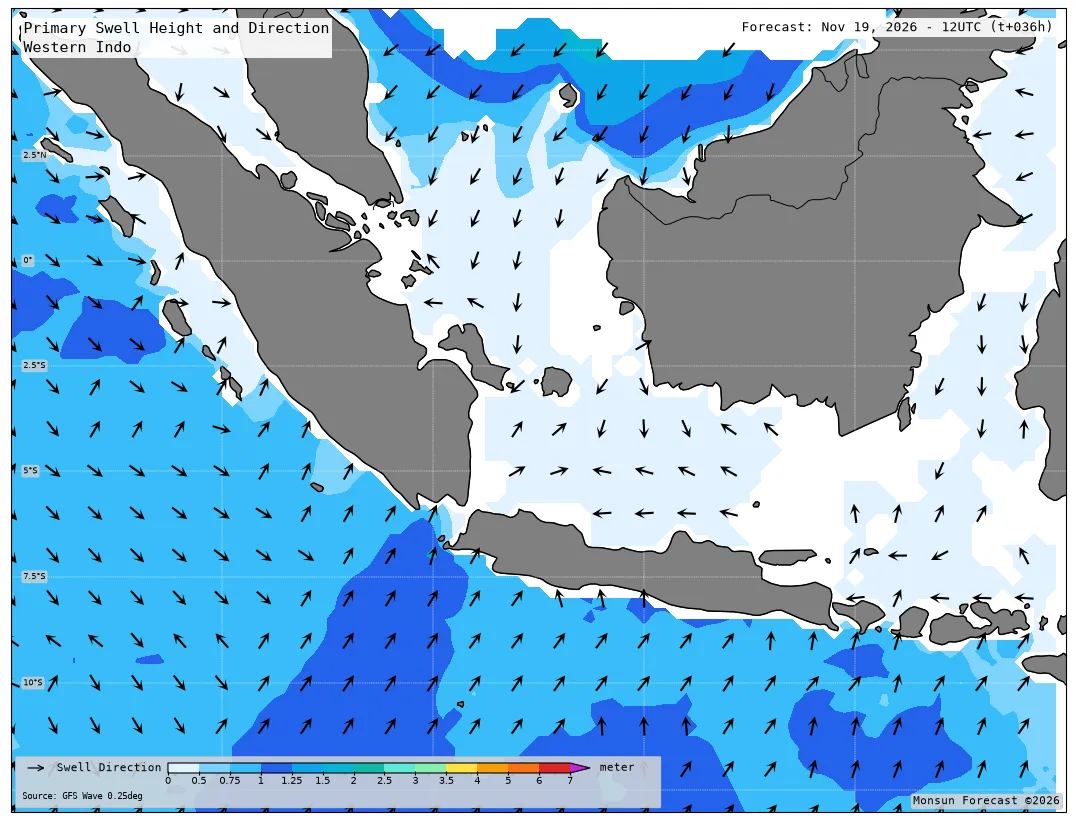 Primary Swell Height and Direction
Western Indo
Forecast: Nov 19, 2026 - 12UTC (t+036h)
2.5°N
0°
2.5°S
5°S
7.5°S
10°S
Swell Direction
0 0.5 0.75 1 1.25 1.5 2 2.5 3 3.5 4 5 6 7
meter
Source: GFS Wave 0.25deg
Monsun Forecast ©2026